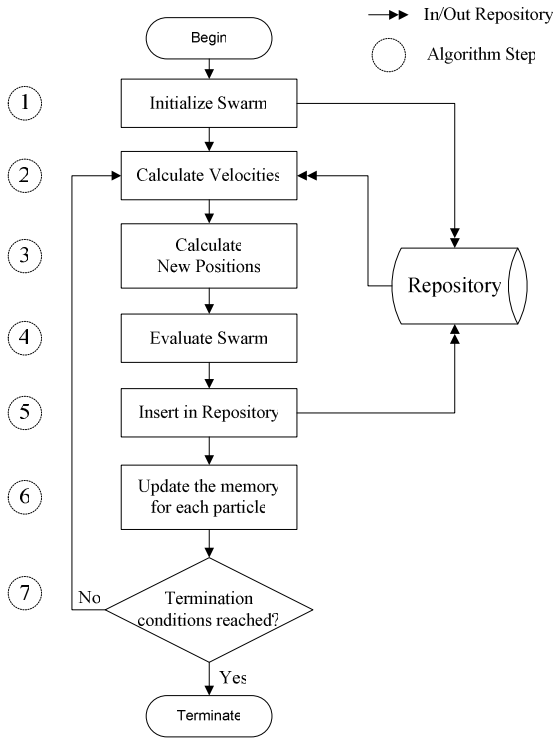 Begin
In/Out Repository
Algorithm Step
1
Initialize Swarm
2
Calculate Velocities
3
Calculate
New Positions
Repository
4
Evaluate Swarm
5
Insert in Repository
6
Update the memory
for each particle
7
No
Termination
conditions reached?
Yes
Terminate